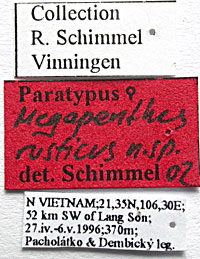 Collection
R. Schimmel
Vinningen
Paratypus ♀
Megapenthes
rusticus n.sp.
det. Schimmel 02
N VIETNAM;21,35N,106,30E;
52 km SW of Lang Son;
27.iv.-6.v.1996;370m;
Pacholátko & Dembický leg.